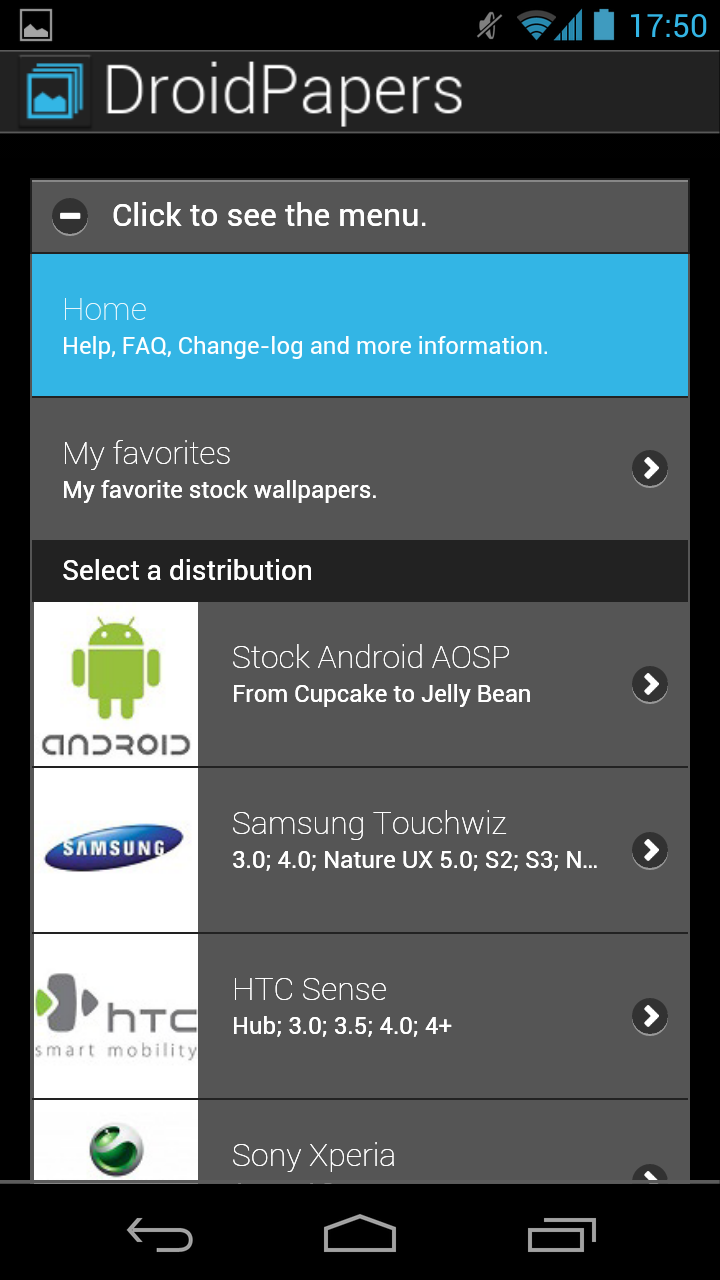 17:50
DroidPapers
Click to see the menu.
Home
Help, FAQ, Change-log and more information.
My favorites
My favorite stock wallpapers.
Select a distribution
Stock Android AOSP
From Cupcake to Jelly Bean
ANDROID
Samsung Touchwiz
SAMSUNG
3.0; 4.0; Nature UX 5.0; S2; S3; N...
HTC Sense
hTC
Hub; 3.0; 3.5; 4.0; 4+
smart mobility
Sony Xperia